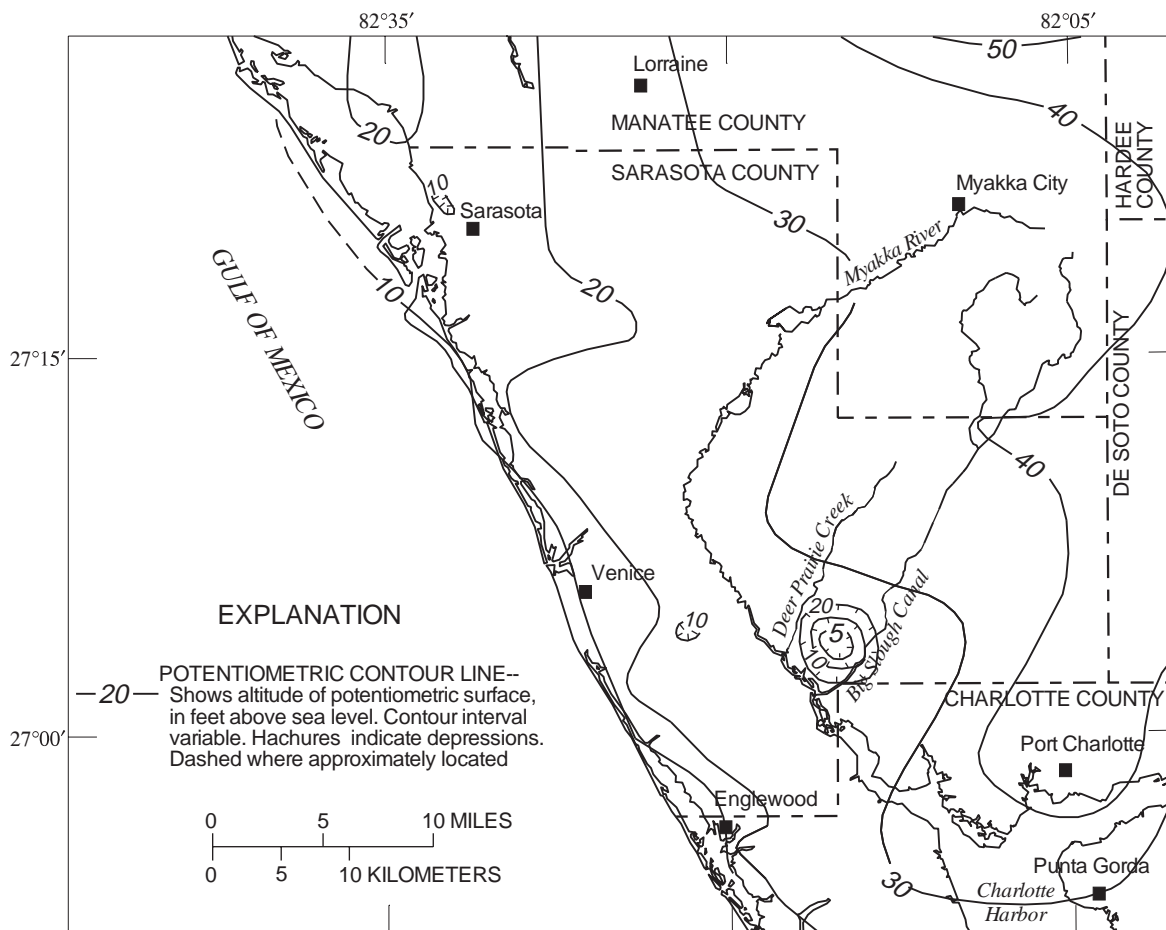 82°35′
82°05′
50
Lorraine
40
20
MANATEE COUNTY
HARDEE
COUNTY
SARASOTA COUNTY
10
Myakka City
Sarasota
30
Myakka River
GULF OF MEXICO
10
20
27°15′
DE SOTO COUNTY
40
Deer Prairie Creek
Venice
Big Slough Canal
EXPLANATION
10
20
5
10
POTENTIOMETRIC CONTOUR LINE--
20
Shows altitude of potentiometric surface,
in feet above sea level. Contour interval
variable. Hachures indicate depressions.
Dashed where approximately located
CHARLOTTE COUNTY
27°00′
Port Charlotte
Englewood
0 5 10 MILES
0 5 10 KILOMETERS
Punta Gorda
30
Charlotte
Harbor